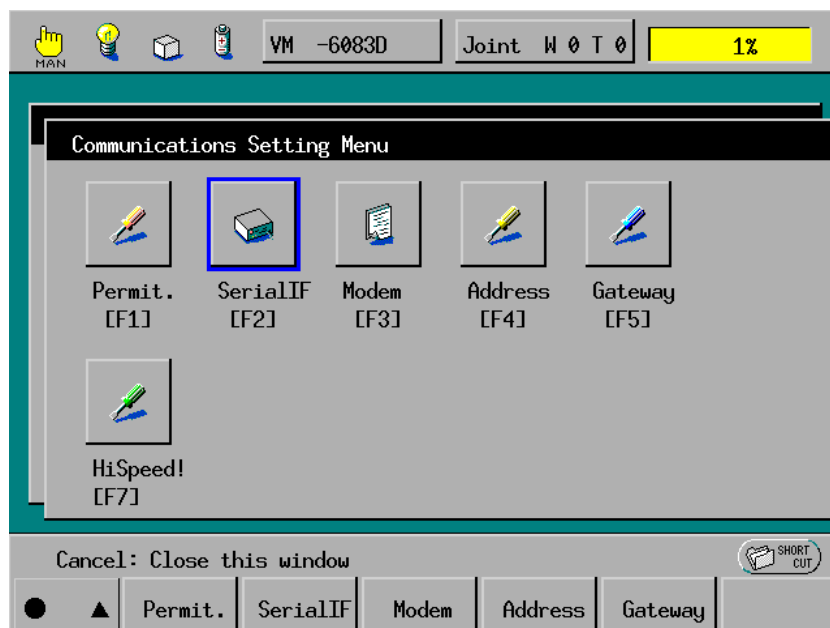 MAN
VM -6083D
Joint W 0 T 0
1%
Communications Setting Menu
Permit. SerialIF Modem Address Gateway
[F1] [F2] [F3] [F4] [F5]
HiSpeed!
[F7]
Cancel: Close this window
SHORT
CUT
Permit. SerialIF Modem Address Gateway